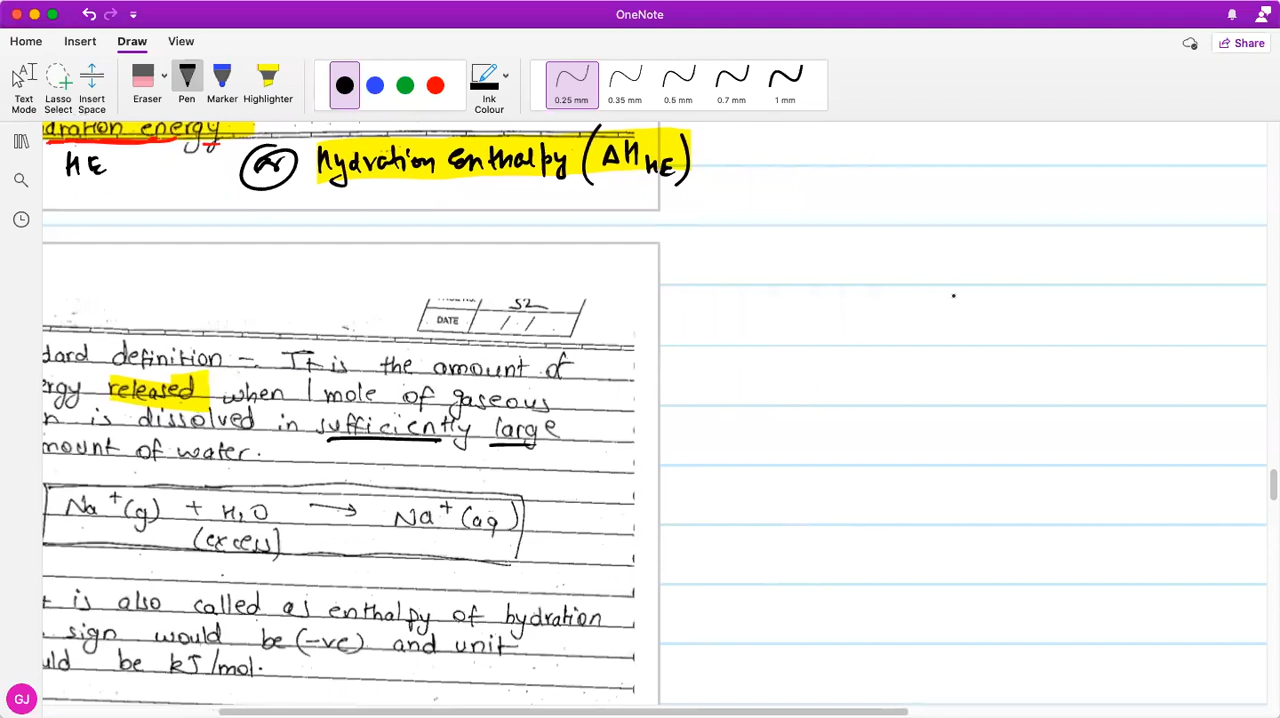 OneNote
Home Insert Draw View
Share
Text Mode
Lasso Select
Insert Space
Eraser
Pen
Marker
Highlighter
Ink Colour
0.25 mm
0.35 mm
0.5 mm
0.7 mm
1 mm
dration energy
HE or Hydration Enthalpy (ΔH HE)
52
DATE / /
dard definition - It is the amount of
rgy released when 1 mole of gaseous
n is dissolved in sufficiently large
mount of water.
Na⁺(g) + H₂O → Na⁺(aq)
(excess)
t is also called as enthalpy of hydration
sign would be (-ve) and unit
uld be kJ/mol.
GJ